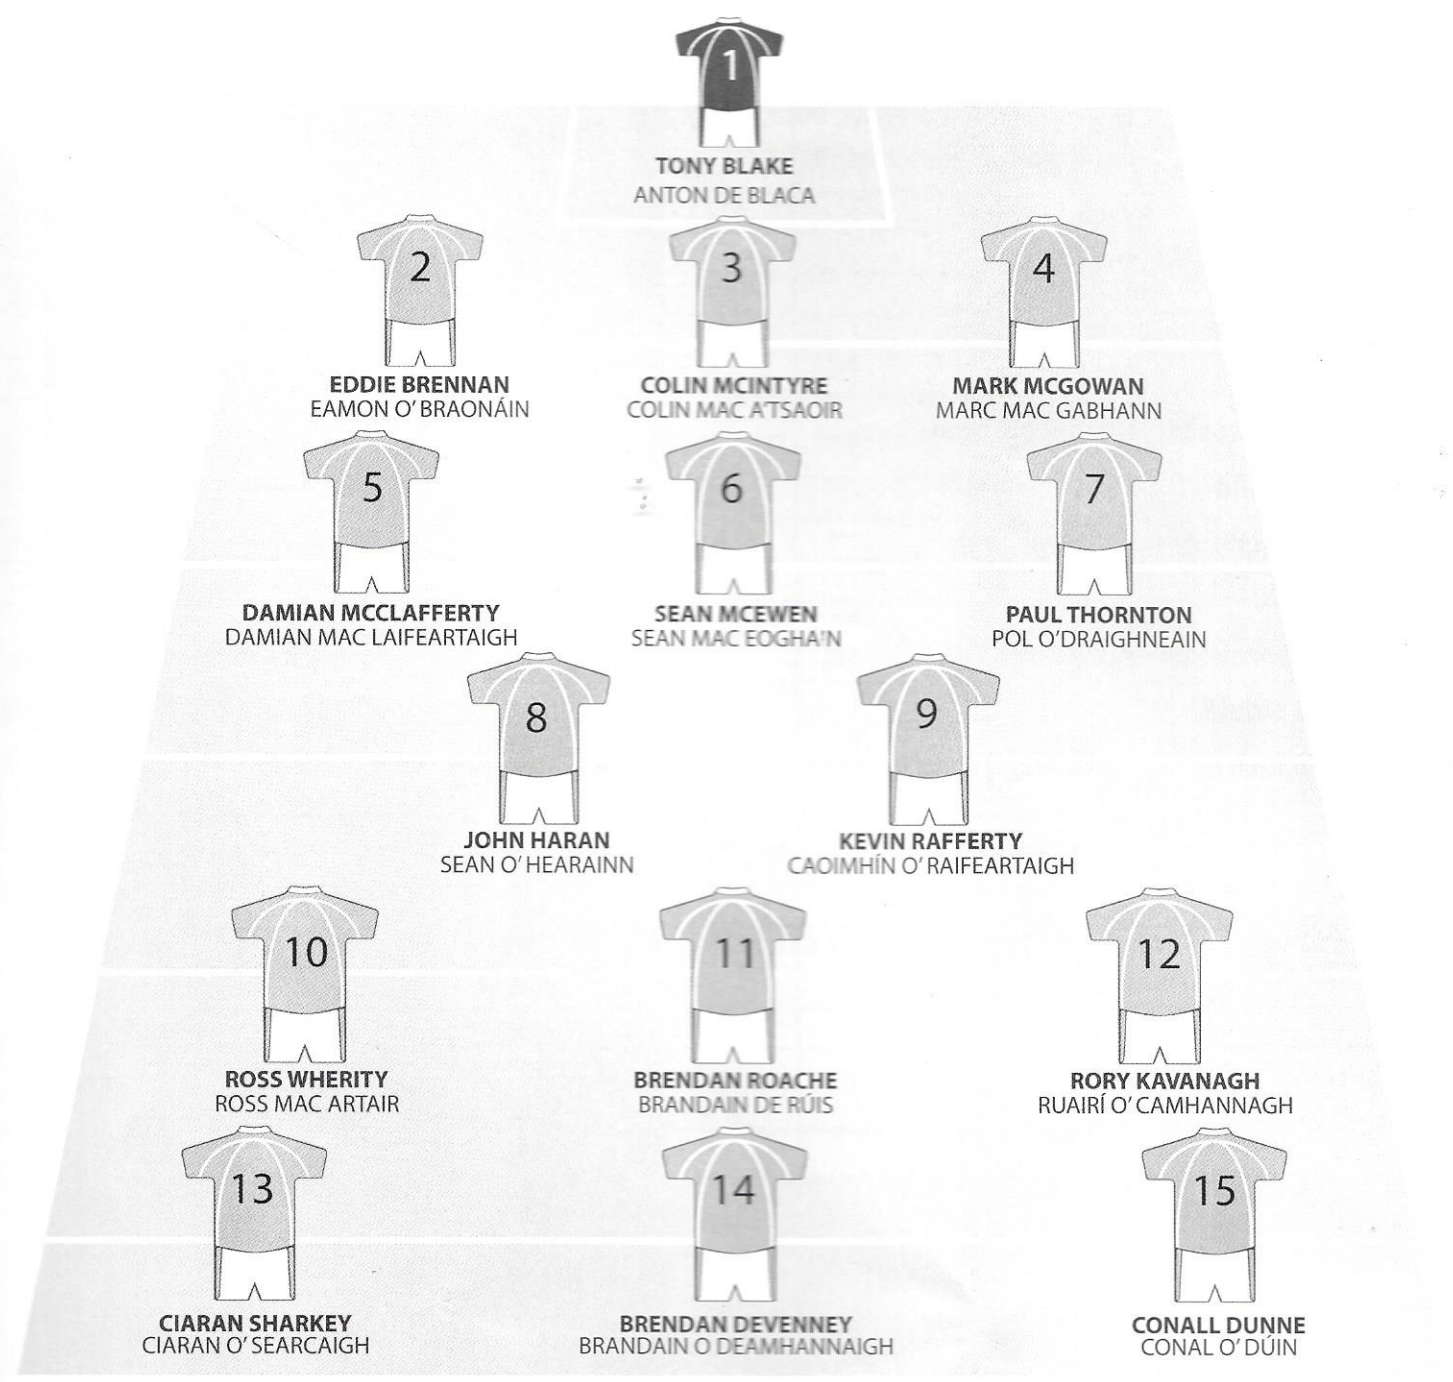 1
TONY BLAKE
ANTON DE BLACA
2
3
4
EDDIE BRENNAN
EAMON O' BRAONÁIN
COLIN MCINTYRE
COLIN MAC A'TSAOIR
MARK MCGOWAN
MARC MAC GABHANN
5
6
7
DAMIAN MCCLAFFERTY
DAMIAN MAC LAIFEARTAIGH
SEAN MCEWEN
SEAN MAC EOGHA'N
PAUL THORNTON
POL O'DRAIGHNEAIN
8
9
JOHN HARAN
SEAN O' HEARAINN
KEVIN RAFFERTY
CAOIMHÍN O' RAIFEARTAIGH
10
11
12
ROSS WHERITY
ROSS MAC ARTAIR
BRENDAN ROACHE
BRANDAIN DE RÚIS
RORY KAVANAGH
RUAIRÍ O' CAMHANNAGH
13
14
15
CIARAN SHARKEY
CIARAN O' SEARCAIGH
BRENDAN DEVENNEY
BRANDAIN O DEAMHANNAIGH
CONALL DUNNE
CONAL O' DÚIN